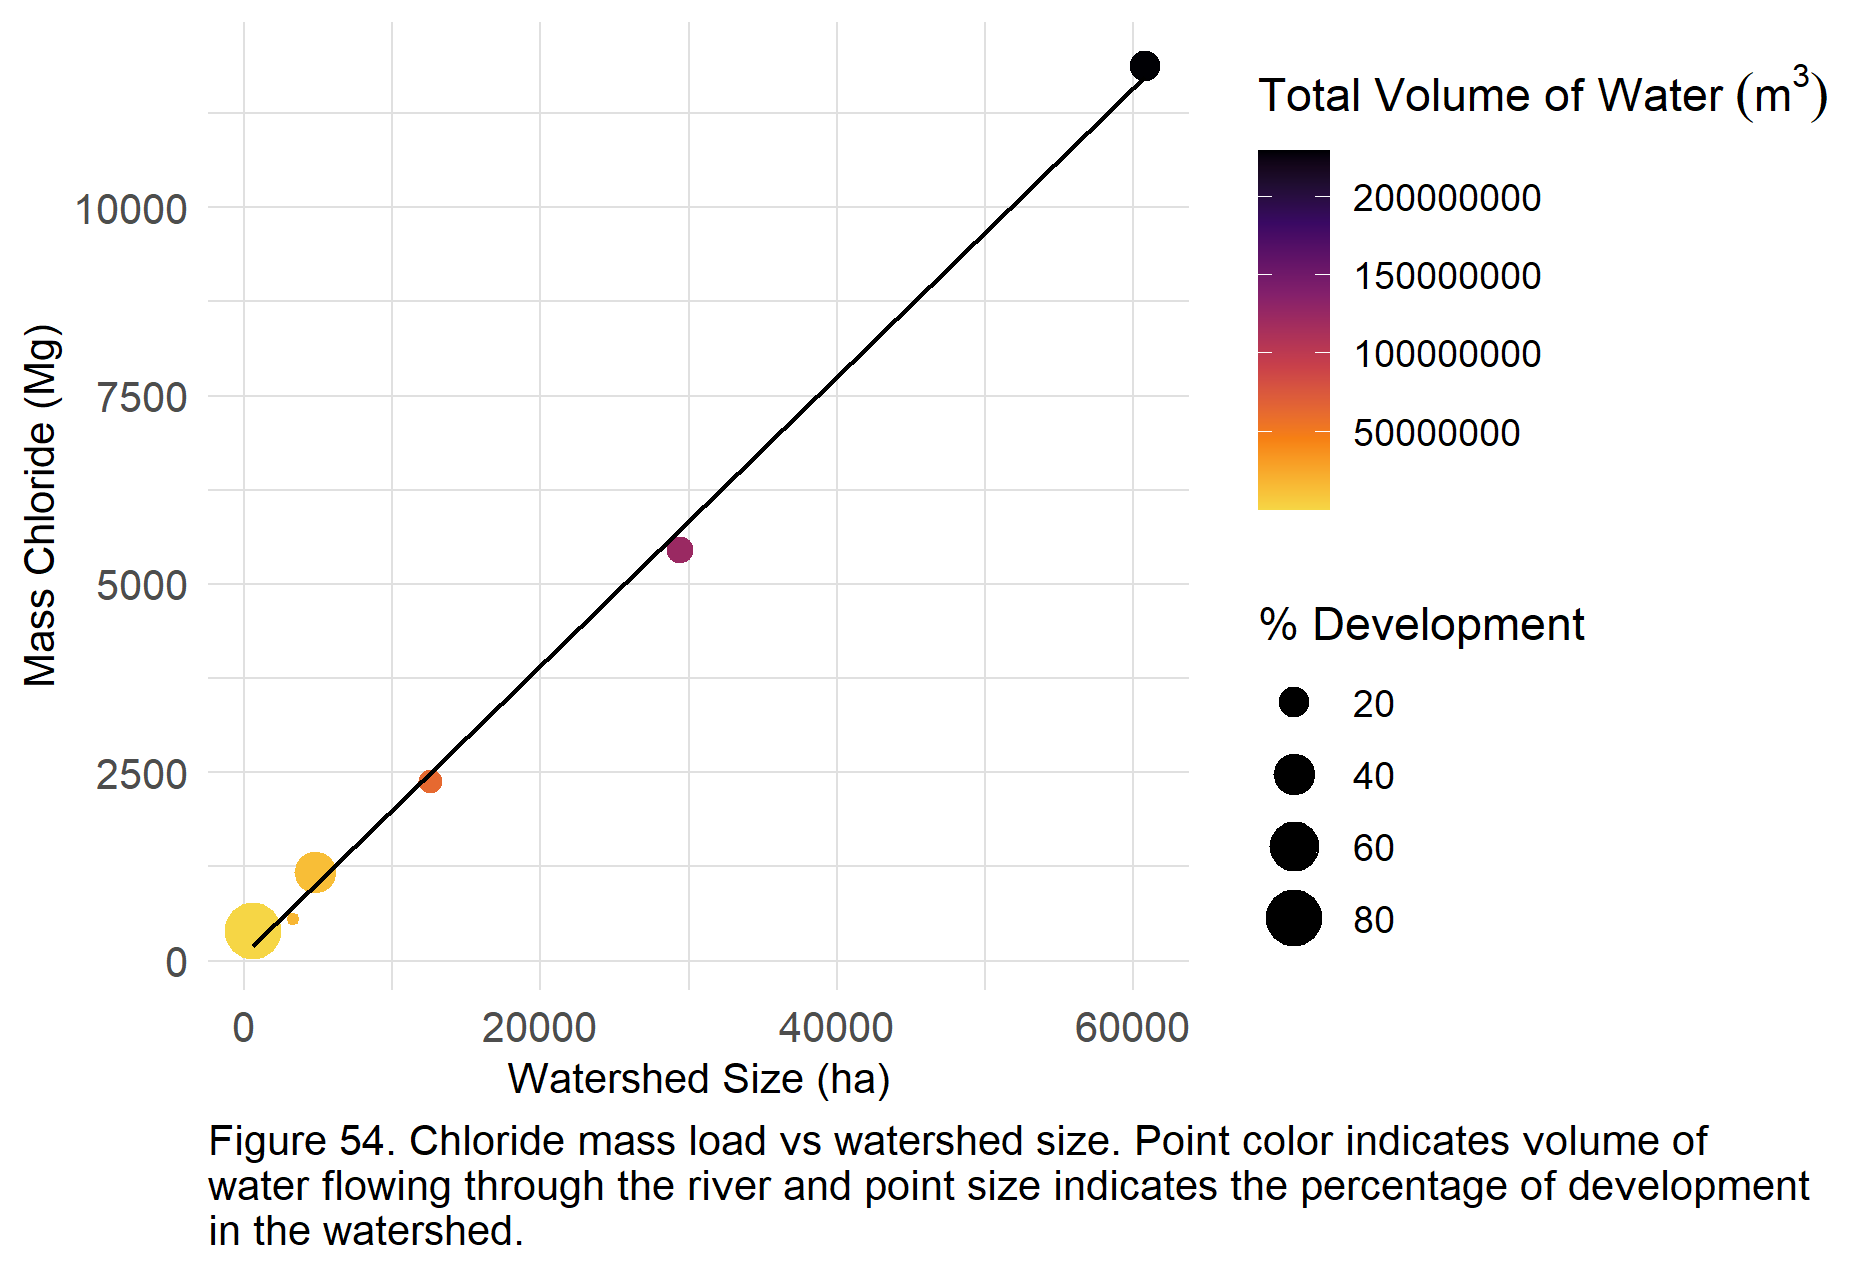 Total Volume of Water (m³)
200000000
150000000
100000000
50000000
% Development
20
40
60
80
Mass Chloride (Mg)
10000
7500
5000
2500
0
0 20000 40000 60000
Watershed Size (ha)
Figure 54. Chloride mass load vs watershed size. Point color indicates volume of
water flowing through the river and point size indicates the percentage of development
in the watershed.